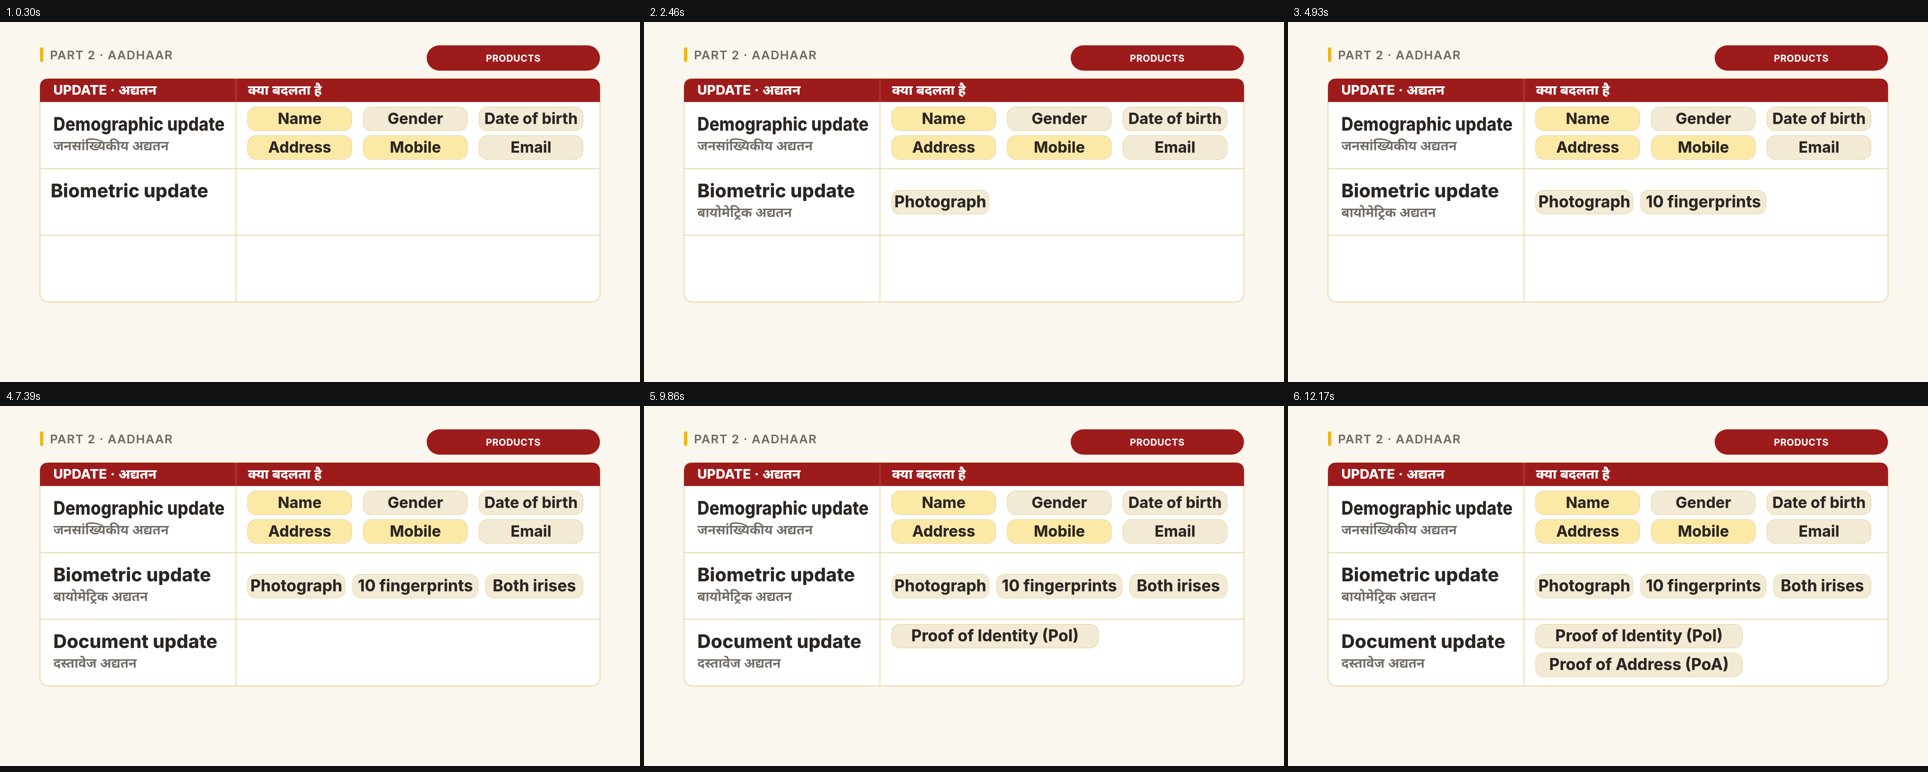 1. 0.30s
PART 2 · AADHAAR
PRODUCTS
UPDATE · अद्यतन
क्या बदलता है
Demographic update
जनसांख्यिकीय अद्यतन
Name Gender Date of birth
Address Mobile Email
Biometric update
2. 2.46s
PART 2 · AADHAAR
PRODUCTS
UPDATE · अद्यतन
क्या बदलता है
Demographic update
जनसांख्यिकीय अद्यतन
Name Gender Date of birth
Address Mobile Email
Biometric update
बायोमेट्रिक अद्यतन
Photograph
3. 4.93s
PART 2 · AADHAAR
PRODUCTS
UPDATE · अद्यतन
क्या बदलता है
Demographic update
जनसांख्यिकीय अद्यतन
Name Gender Date of birth
Address Mobile Email
Biometric update
बायोमेट्रिक अद्यतन
Photograph 10 fingerprints
4. 7.39s
PART 2 · AADHAAR
PRODUCTS
UPDATE · अद्यतन
क्या बदलता है
Demographic update
जनसांख्यिकीय अद्यतन
Name Gender Date of birth
Address Mobile Email
Biometric update
बायोमेट्रिक अद्यतन
Photograph 10 fingerprints Both irises
Document update
दस्तावेज अद्यतन
5. 9.86s
PART 2 · AADHAAR
PRODUCTS
UPDATE · अद्यतन
क्या बदलता है
Demographic update
जनसांख्यिकीय अद्यतन
Name Gender Date of birth
Address Mobile Email
Biometric update
बायोमेट्रिक अद्यतन
Photograph 10 fingerprints Both irises
Document update
दस्तावेज अद्यतन
Proof of Identity (PoI)
6. 12.17s
PART 2 · AADHAAR
PRODUCTS
UPDATE · अद्यतन
क्या बदलता है
Demographic update
जनसांख्यिकीय अद्यतन
Name Gender Date of birth
Address Mobile Email
Biometric update
बायोमेट्रिक अद्यतन
Photograph 10 fingerprints Both irises
Document update
दस्तावेज अद्यतन
Proof of Identity (PoI)
Proof of Address (PoA)